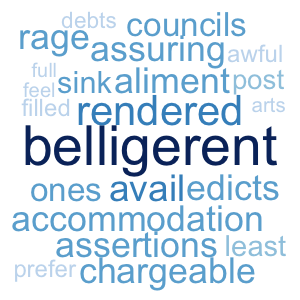 debts councils
rage assuring awful
full sink aliment post
feel
filled rendered arts
belligerent
ones avail edicts
accommodation
assertions least
prefer chargeable